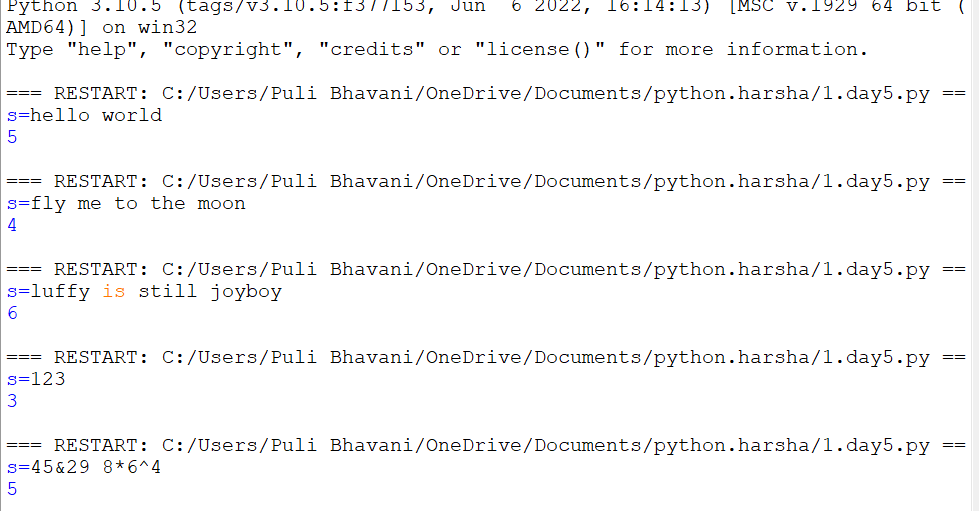 Python 3.10.5 (tags/v3.10.5:f377153, Jun  6 2022, 16:14:13) [MSC v.1929 64 bit (
AMD64)] on win32
Type "help", "copyright", "credits" or "license()" for more information.
=== RESTART: C:/Users/Puli Bhavani/OneDrive/Documents/python.harsha/1.day5.py ==
s=hello world
5
=== RESTART: C:/Users/Puli Bhavani/OneDrive/Documents/python.harsha/1.day5.py ==
s=fly me to the moon
4
=== RESTART: C:/Users/Puli Bhavani/OneDrive/Documents/python.harsha/1.day5.py ==
s=luffy is still joyboy
6
=== RESTART: C:/Users/Puli Bhavani/OneDrive/Documents/python.harsha/1.day5.py ==
s=123
3
=== RESTART: C:/Users/Puli Bhavani/OneDrive/Documents/python.harsha/1.day5.py ==
s=45&29 8*6^4
5